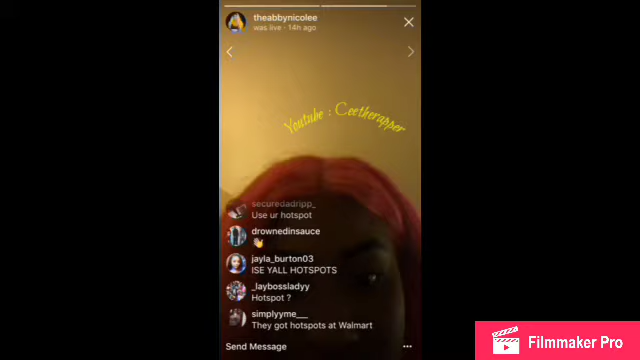 theabbynicolee
was live · 14h ago
Youtube : Ceetherapper
securedadripp_
Use ur hotspot
drownedinsauce
jayla_burton03
ISE YALL HOTSPOTS
_laybossladyy
Hotspot ?
simplyyme___
They got hotspots at Walmart
Send Message
Filmmaker Pro